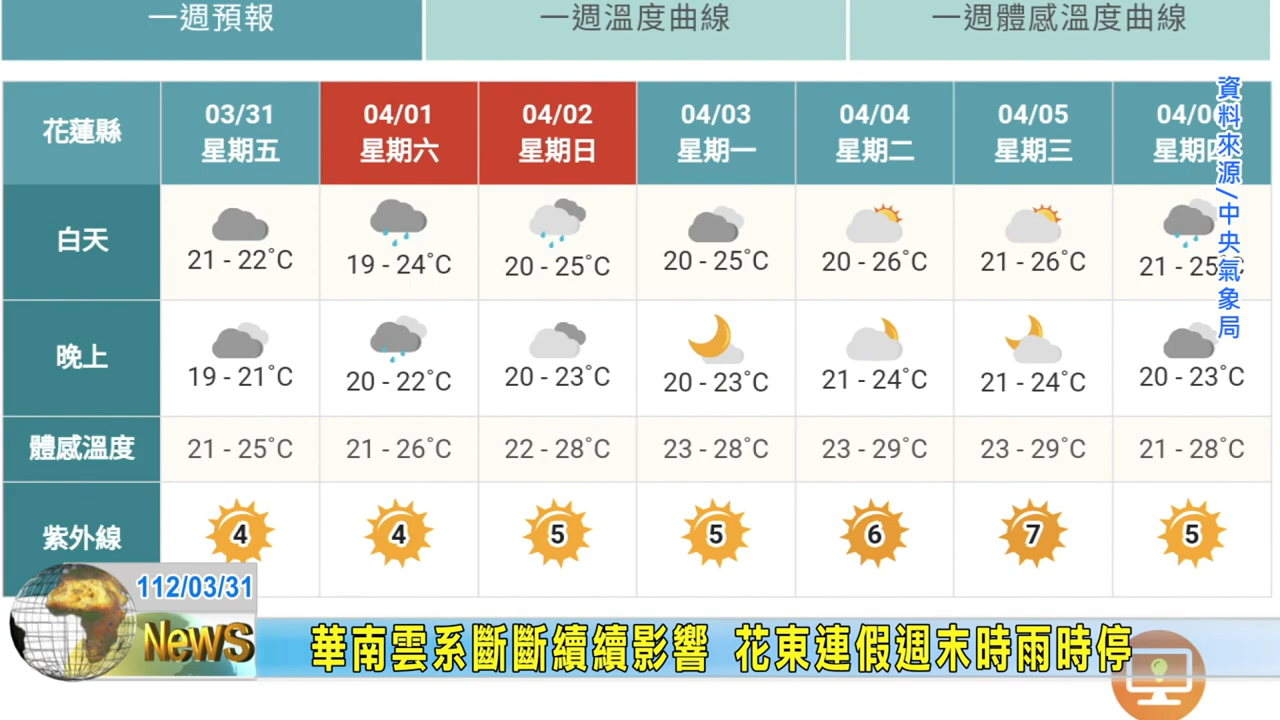 一週預報
一週溫度曲線
一週體感溫度曲線
花蓮縣
03/31
星期五
04/01
星期六
04/02
星期日
04/03
星期一
04/04
星期二
04/05
星期三
04/0
星期四
白天
21 - 22°C
19 - 24°C
20 - 25°C
20 - 25°C
20 - 26°C
21 - 26°C
21 - 25°C
晚上
19 - 21°C
20 - 22°C
20 - 23°C
20 - 23°C
21 - 24°C
21 - 24°C
20 - 23°C
體感溫度
21 - 25°C
21 - 26°C
22 - 28°C
23 - 28°C
23 - 29°C
23 - 29°C
21 - 28°C
紫外線
4
4
5
5
6
7
5
資料來源/中央氣象局
112/03/31
NewS
華南雲系斷斷續續影響 花東連假週末時雨時停